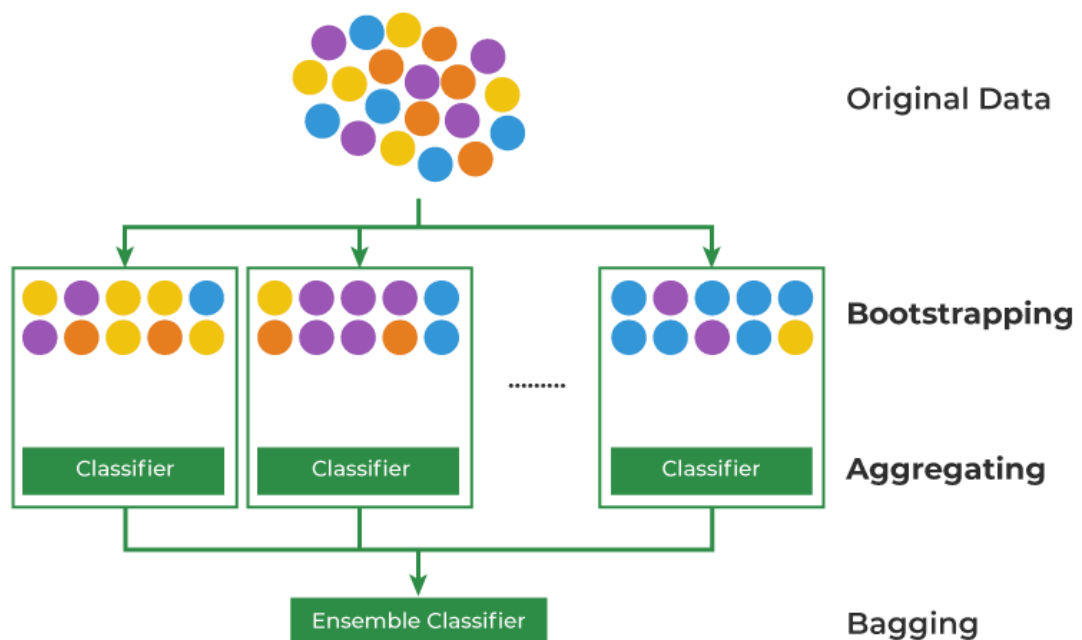 Original Data
Bootstrapping
.........
Classifier
Classifier
Classifier
Aggregating
Ensemble Classifier
Bagging